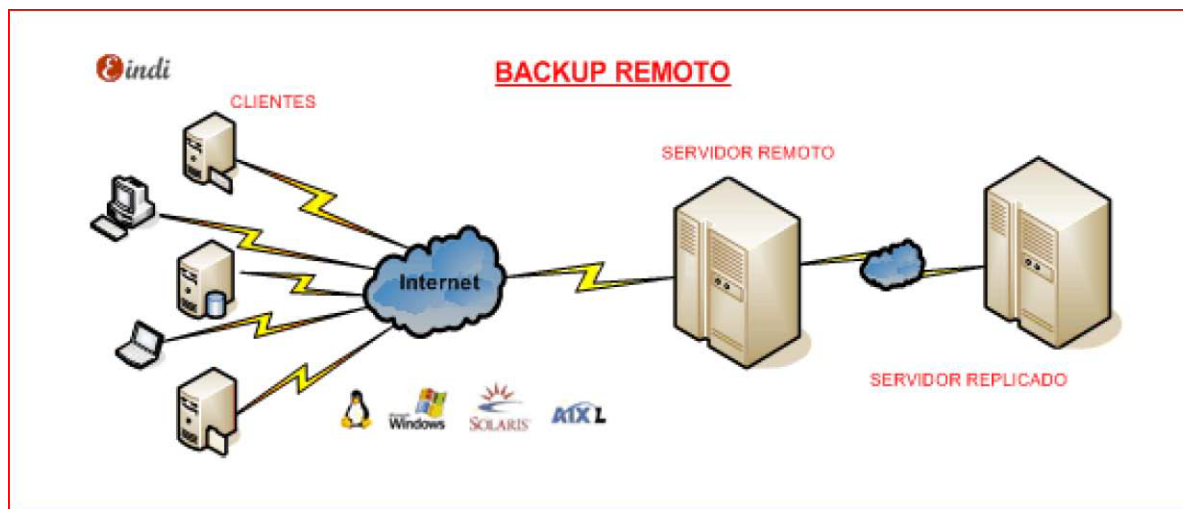 eindi
BACKUP REMOTO
CLIENTES
SERVIDOR REMOTO
Internet
SERVIDOR REPLICADO
Windows
SOLARIS
AIX L